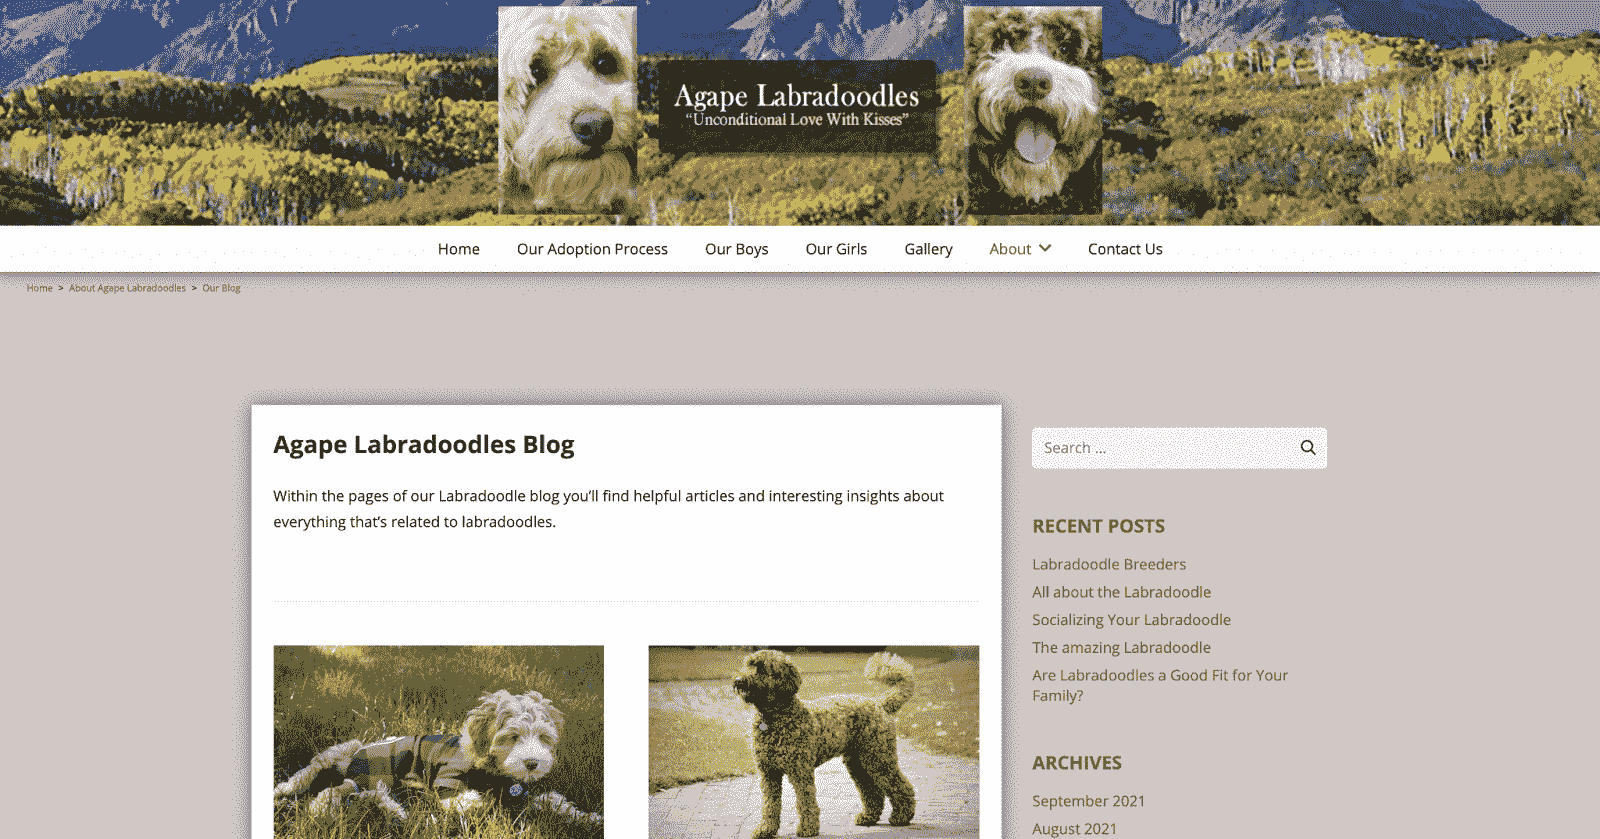 Agape Labradoodles
“Unconditional Love With Kisses”
Home Our Adoption Process Our Boys Our Girls Gallery About Contact Us
Home > About Agape Labradoodles > Our Blog
Agape Labradoodles Blog
Within the pages of our Labradoodle blog you’ll find helpful articles and interesting insights about
everything that’s related to labradoodles.
Search ...
RECENT POSTS
Labradoodle Breeders
All about the Labradoodle
Socializing Your Labradoodle
The amazing Labradoodle
Are Labradoodles a Good Fit for Your
Family?
ARCHIVES
September 2021
August 2021